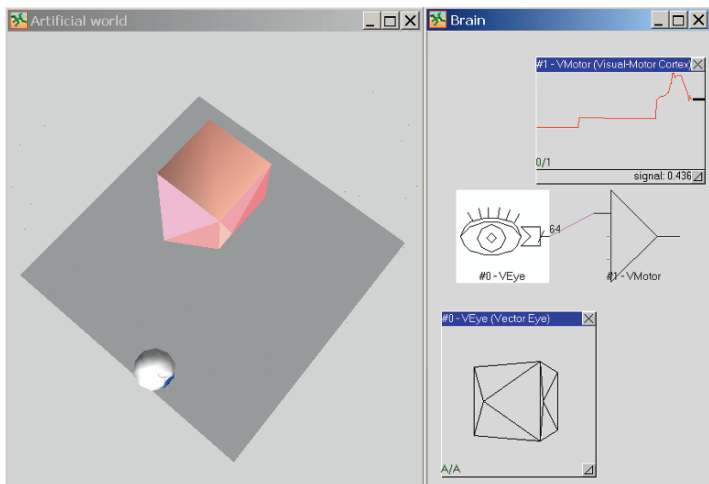 Artificial world
Brain
#1 - VMotor (Visual-Motor Cortex)
0/1
signal: 0.436
64
#0 - VEye
#1 - VMotor
#0 - VEye (Vector Eye)
A/A